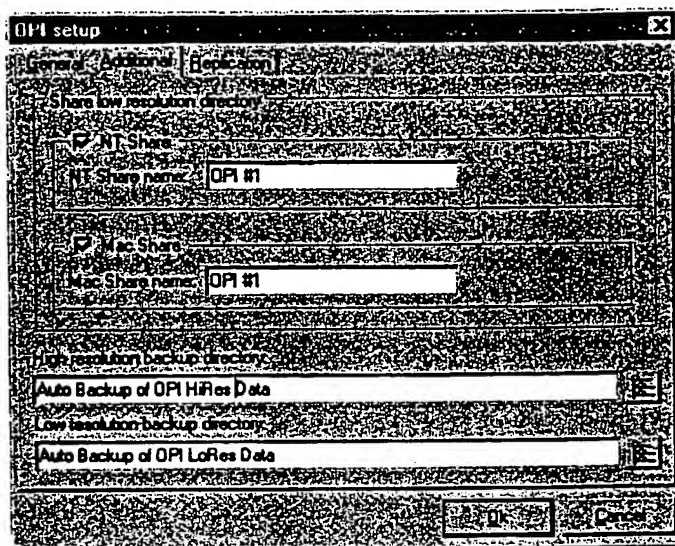 OPI setup
General Additional Replication
Share low resolution directory
NT Share
NT Share name: OPI #1
Mac Share
Mac Share name: OPI #1
High resolution backup directory:
Auto Backup of OPI HiRes Data
Low resolution backup directory:
Auto Backup of OPI LoRes Data
Ok Cancel